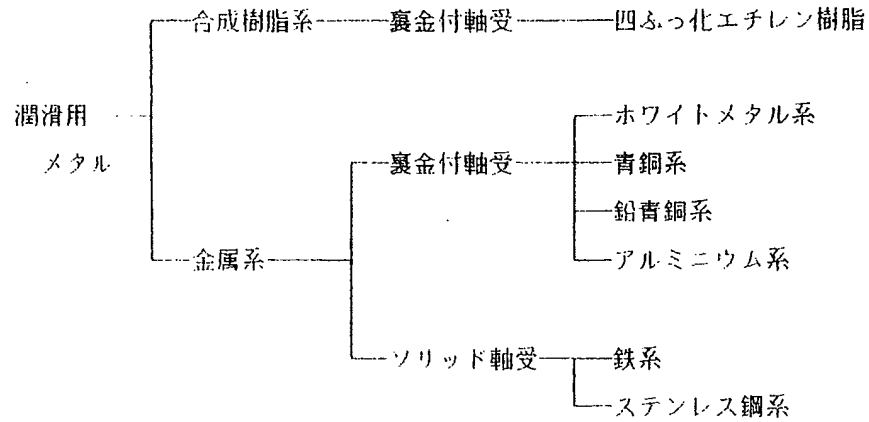 合成樹脂系 裏金付軸受 四ふっ化エチレン樹脂
潤滑用 ホワイトメタル系
メタル 裏金付軸受 青銅系
鉛青銅系
金属系 アルミニウム系
ソリッド軸受 鉄系
ステンレス鋼系